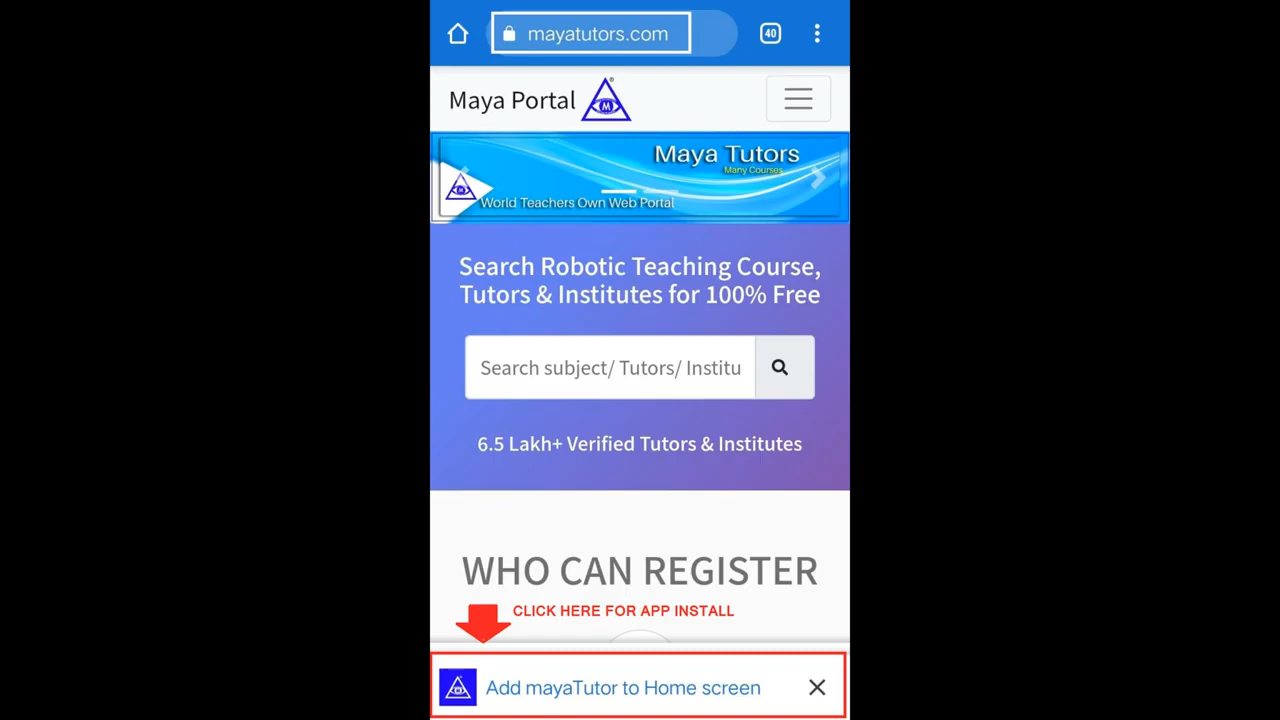 mayatutors.com
40
Maya Portal
M
Maya Tutors
Many Courses
World Teachers Own Web Portal
Search Robotic Teaching Course,
Tutors & Institutes for 100% Free
Search subject/ Tutors/ Institu
6.5 Lakh+ Verified Tutors & Institutes
WHO CAN REGISTER
CLICK HERE FOR APP INSTALL
Add mayaTutor to Home screen